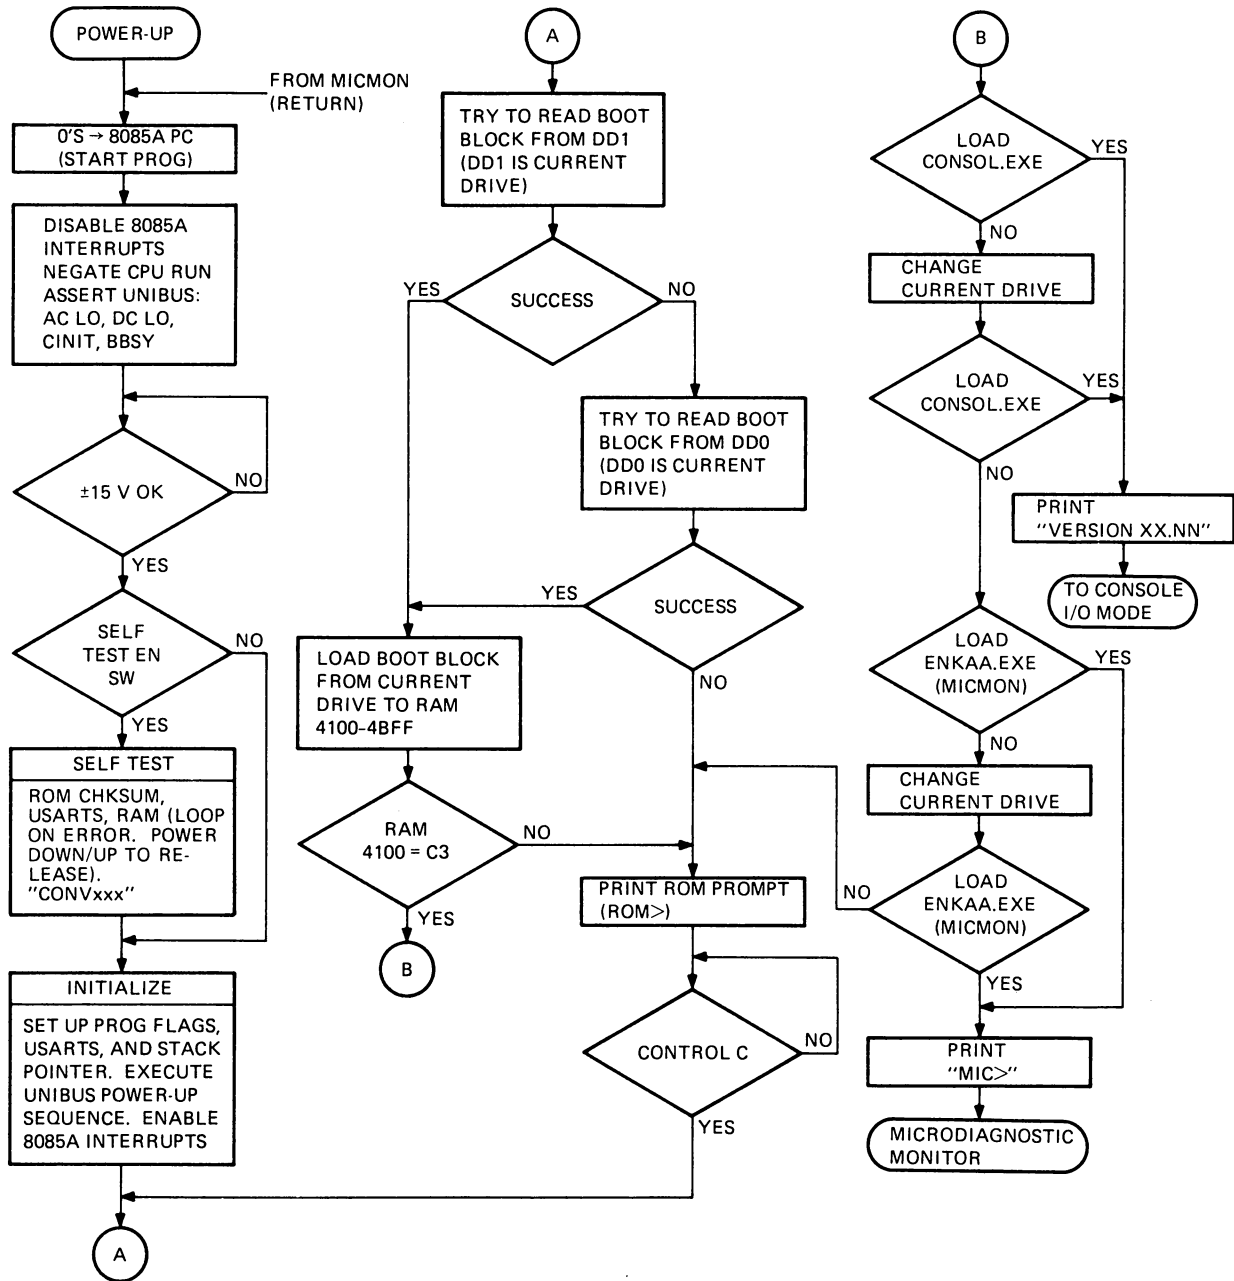 POWER-UP
FROM MICMON
(RETURN)
0'S → 8085A PC
(START PROG)
DISABLE 8085A
INTERRUPTS
NEGATE CPU RUN
ASSERT UNIBUS:
AC LO, DC LO,
CINIT, BBSY
±15 V OK
NO
YES
SELF
TEST EN
SW
NO
YES
SELF TEST
ROM CHKSUM,
USARTS, RAM (LOOP
ON ERROR. POWER
DOWN/UP TO RE-
LEASE).
"CONVxxx"
INITIALIZE
SET UP PROG FLAGS,
USARTS, AND STACK
POINTER. EXECUTE
UNIBUS POWER-UP
SEQUENCE. ENABLE
8085A INTERRUPTS
A
A
TRY TO READ BOOT
BLOCK FROM DD1
(DD1 IS CURRENT
DRIVE)
YES
SUCCESS
NO
TRY TO READ BOOT
BLOCK FROM DD0
(DD0 IS CURRENT
DRIVE)
YES
SUCCESS
NO
LOAD BOOT BLOCK
FROM CURRENT
DRIVE TO RAM
4100-4BFF
RAM
4100 = C3
NO
YES
B
PRINT ROM PROMPT
(ROM>)
CONTROL C
NO
YES
B
LOAD
CONSOL.EXE
YES
NO
CHANGE
CURRENT DRIVE
LOAD
CONSOL.EXE
YES
NO
PRINT
"VERSION XX.NN"
TO CONSOLE
I/O MODE
LOAD
ENKAA.EXE
(MICMON)
YES
NO
CHANGE
CURRENT DRIVE
LOAD
ENKAA.EXE
(MICMON)
NO
YES
PRINT
"MIC>"
MICRODIAGNOSTIC
MONITOR